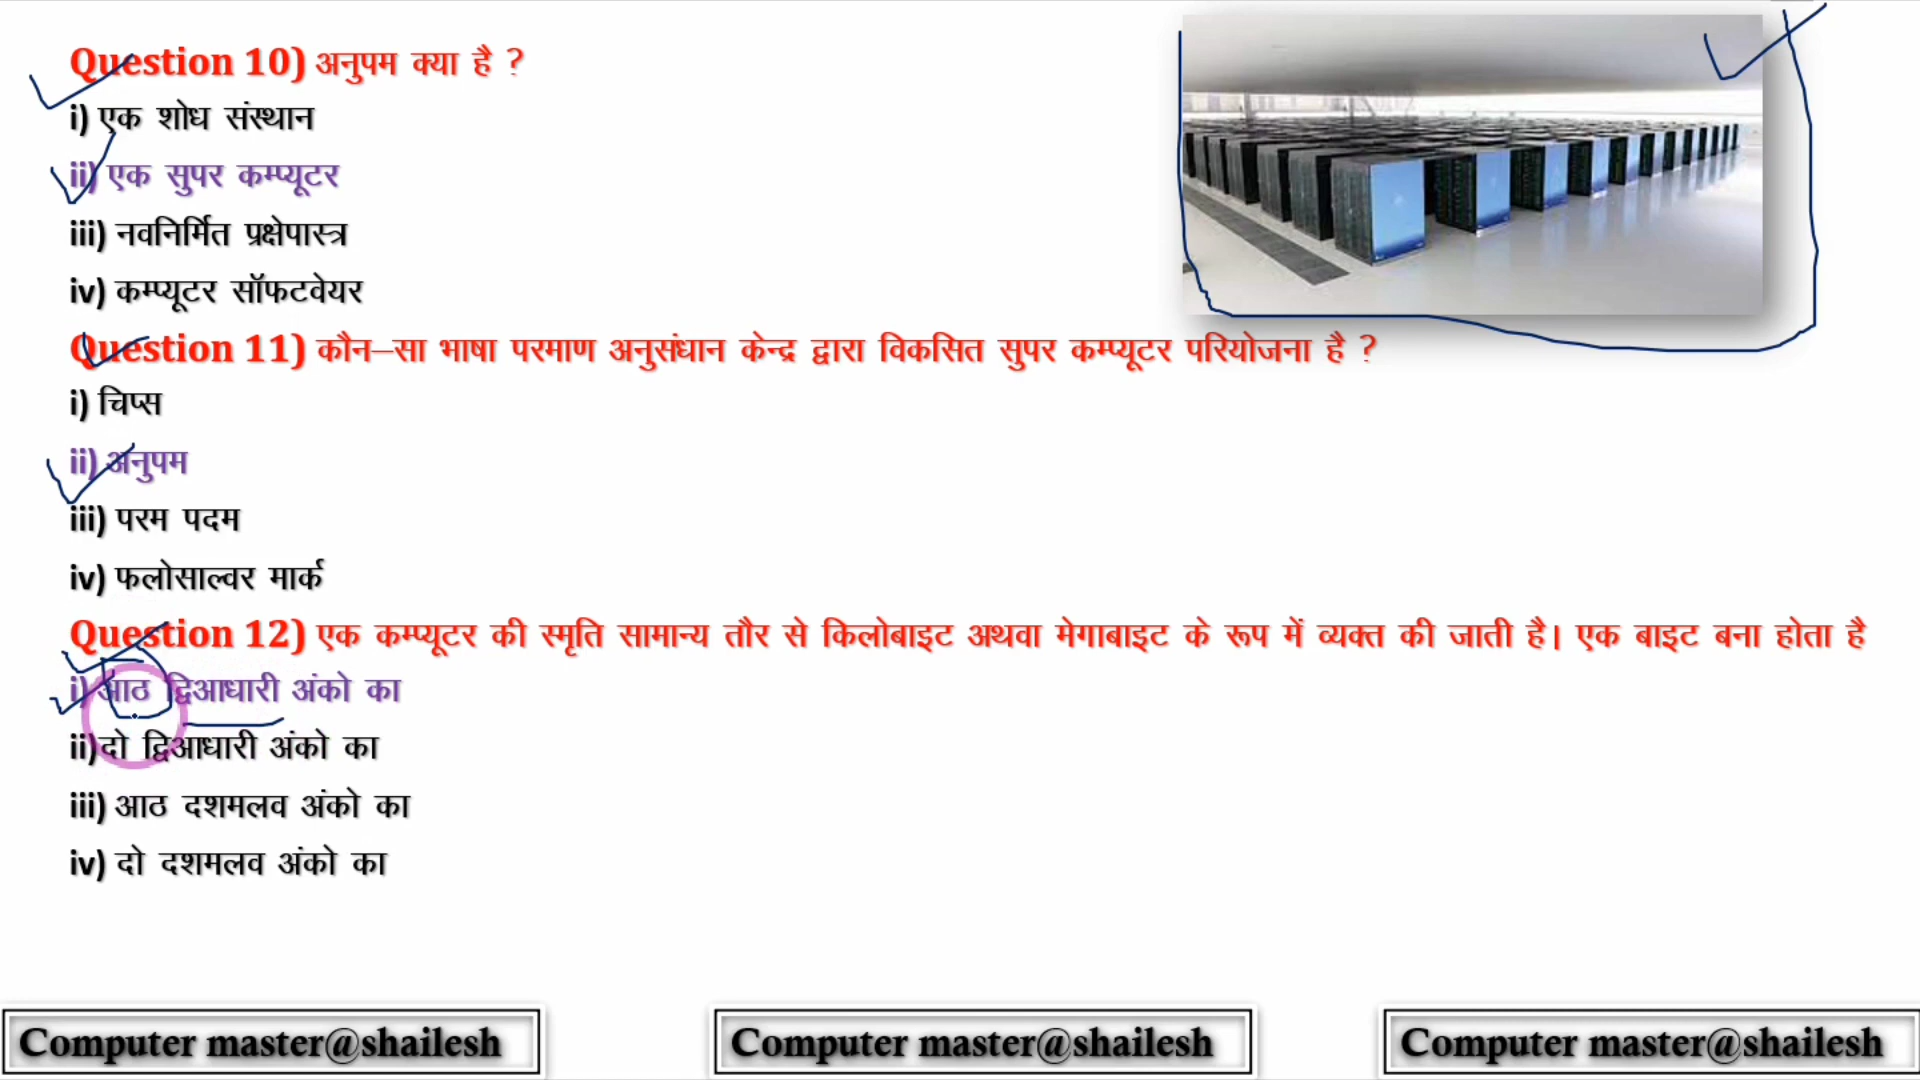 Question 10) अनुपम क्या है ?
i) एक शोध संस्थान
ii) एक सुपर कम्प्यूटर
iii) नवनिर्मित प्रक्षेपास्त्र
iv) कम्प्यूटर सॉफटवेयर
Question 11) कौन–सा भाषा परमाण अनुसंधान केन्द्र द्वारा विकसित सुपर कम्प्यूटर परियोजना है ?
i) चिप्स
ii) अनुपम
iii) परम पदम
iv) फलोसाल्वर मार्क
Question 12) एक कम्प्यूटर की स्मृति सामान्य तौर से किलोबाइट अथवा मेगाबाइट के रूप में व्यक्त की जाती है। एक बाइट बना होता है
i) आठ द्विआधारी अंको का
ii) दो द्विआधारी अंको का
iii) आठ दशमलव अंको का
iv) दो दशमलव अंको का
Computer master@shailesh
Computer master@shailesh
Computer master@shailesh